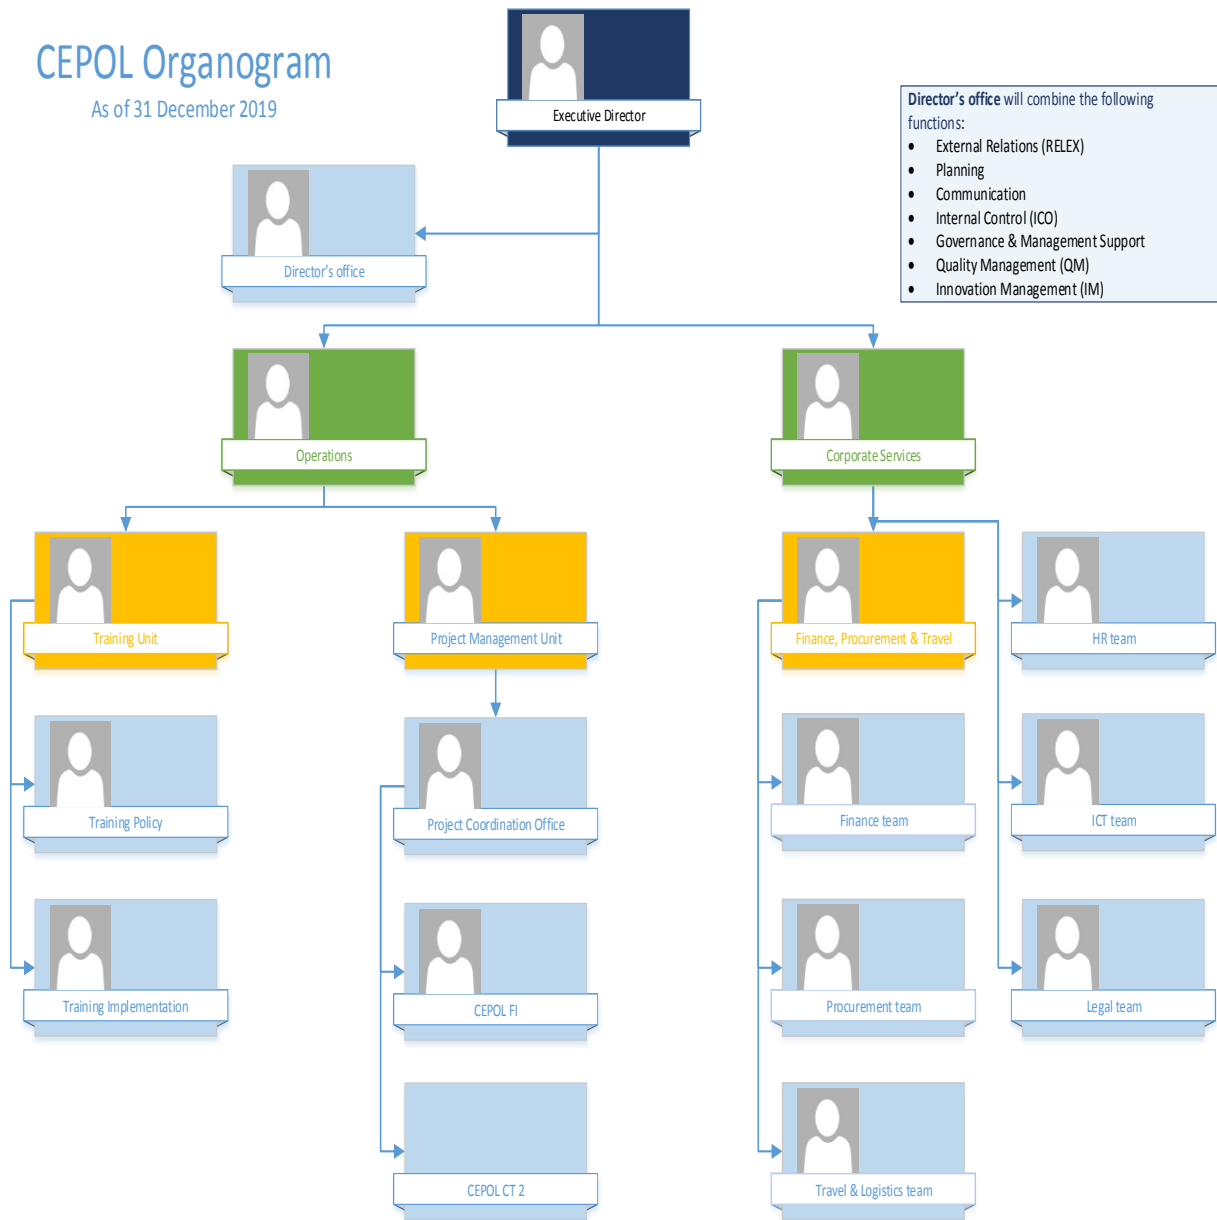 CEPOL Organogram
As of 31 December 2019
Executive Director
Director's office will combine the following
functions:
• External Relations (RELEX)
• Planning
• Communication
• Internal Control (ICO)
• Governance & Management Support
• Quality Management (QM)
• Innovation Management (IM)
Director's office
Operations
Corporate Services
Training Unit
Project Management Unit
Finance, Procurement & Travel
HR team
Training Policy
Project Coordination Office
Finance team
ICT team
Training Implementation
CEPOL FI
Procurement team
Legal team
CEPOL CT 2
Travel & Logistics team